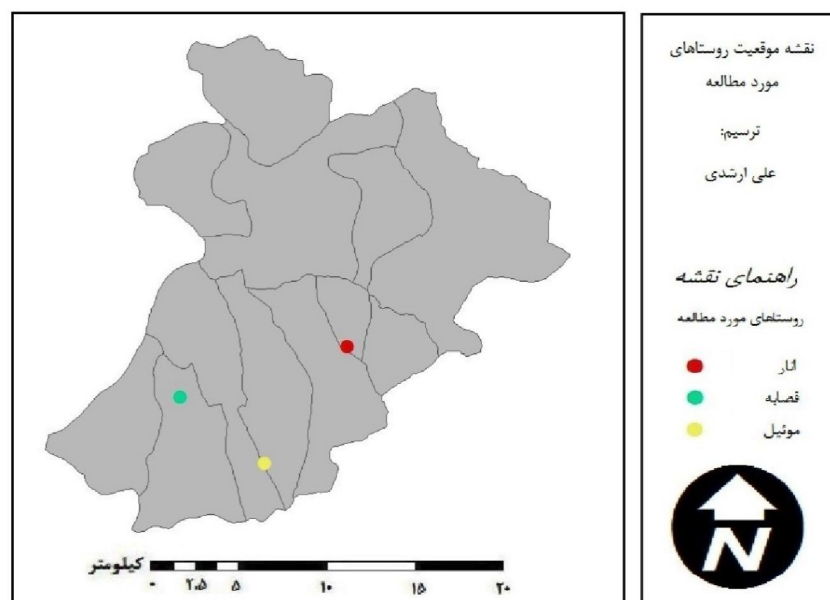 نقشه موقعیت روستاهای
مورد مطالعه
ترسیم:
علی ارشدی
راهنمای نقشه
روستاهای مورد مطالعه
انار
قصابه
موئیل
N
کیلومتر
۰ ۲.۵ ۵ ۱۰ ۱۵ ۲۰